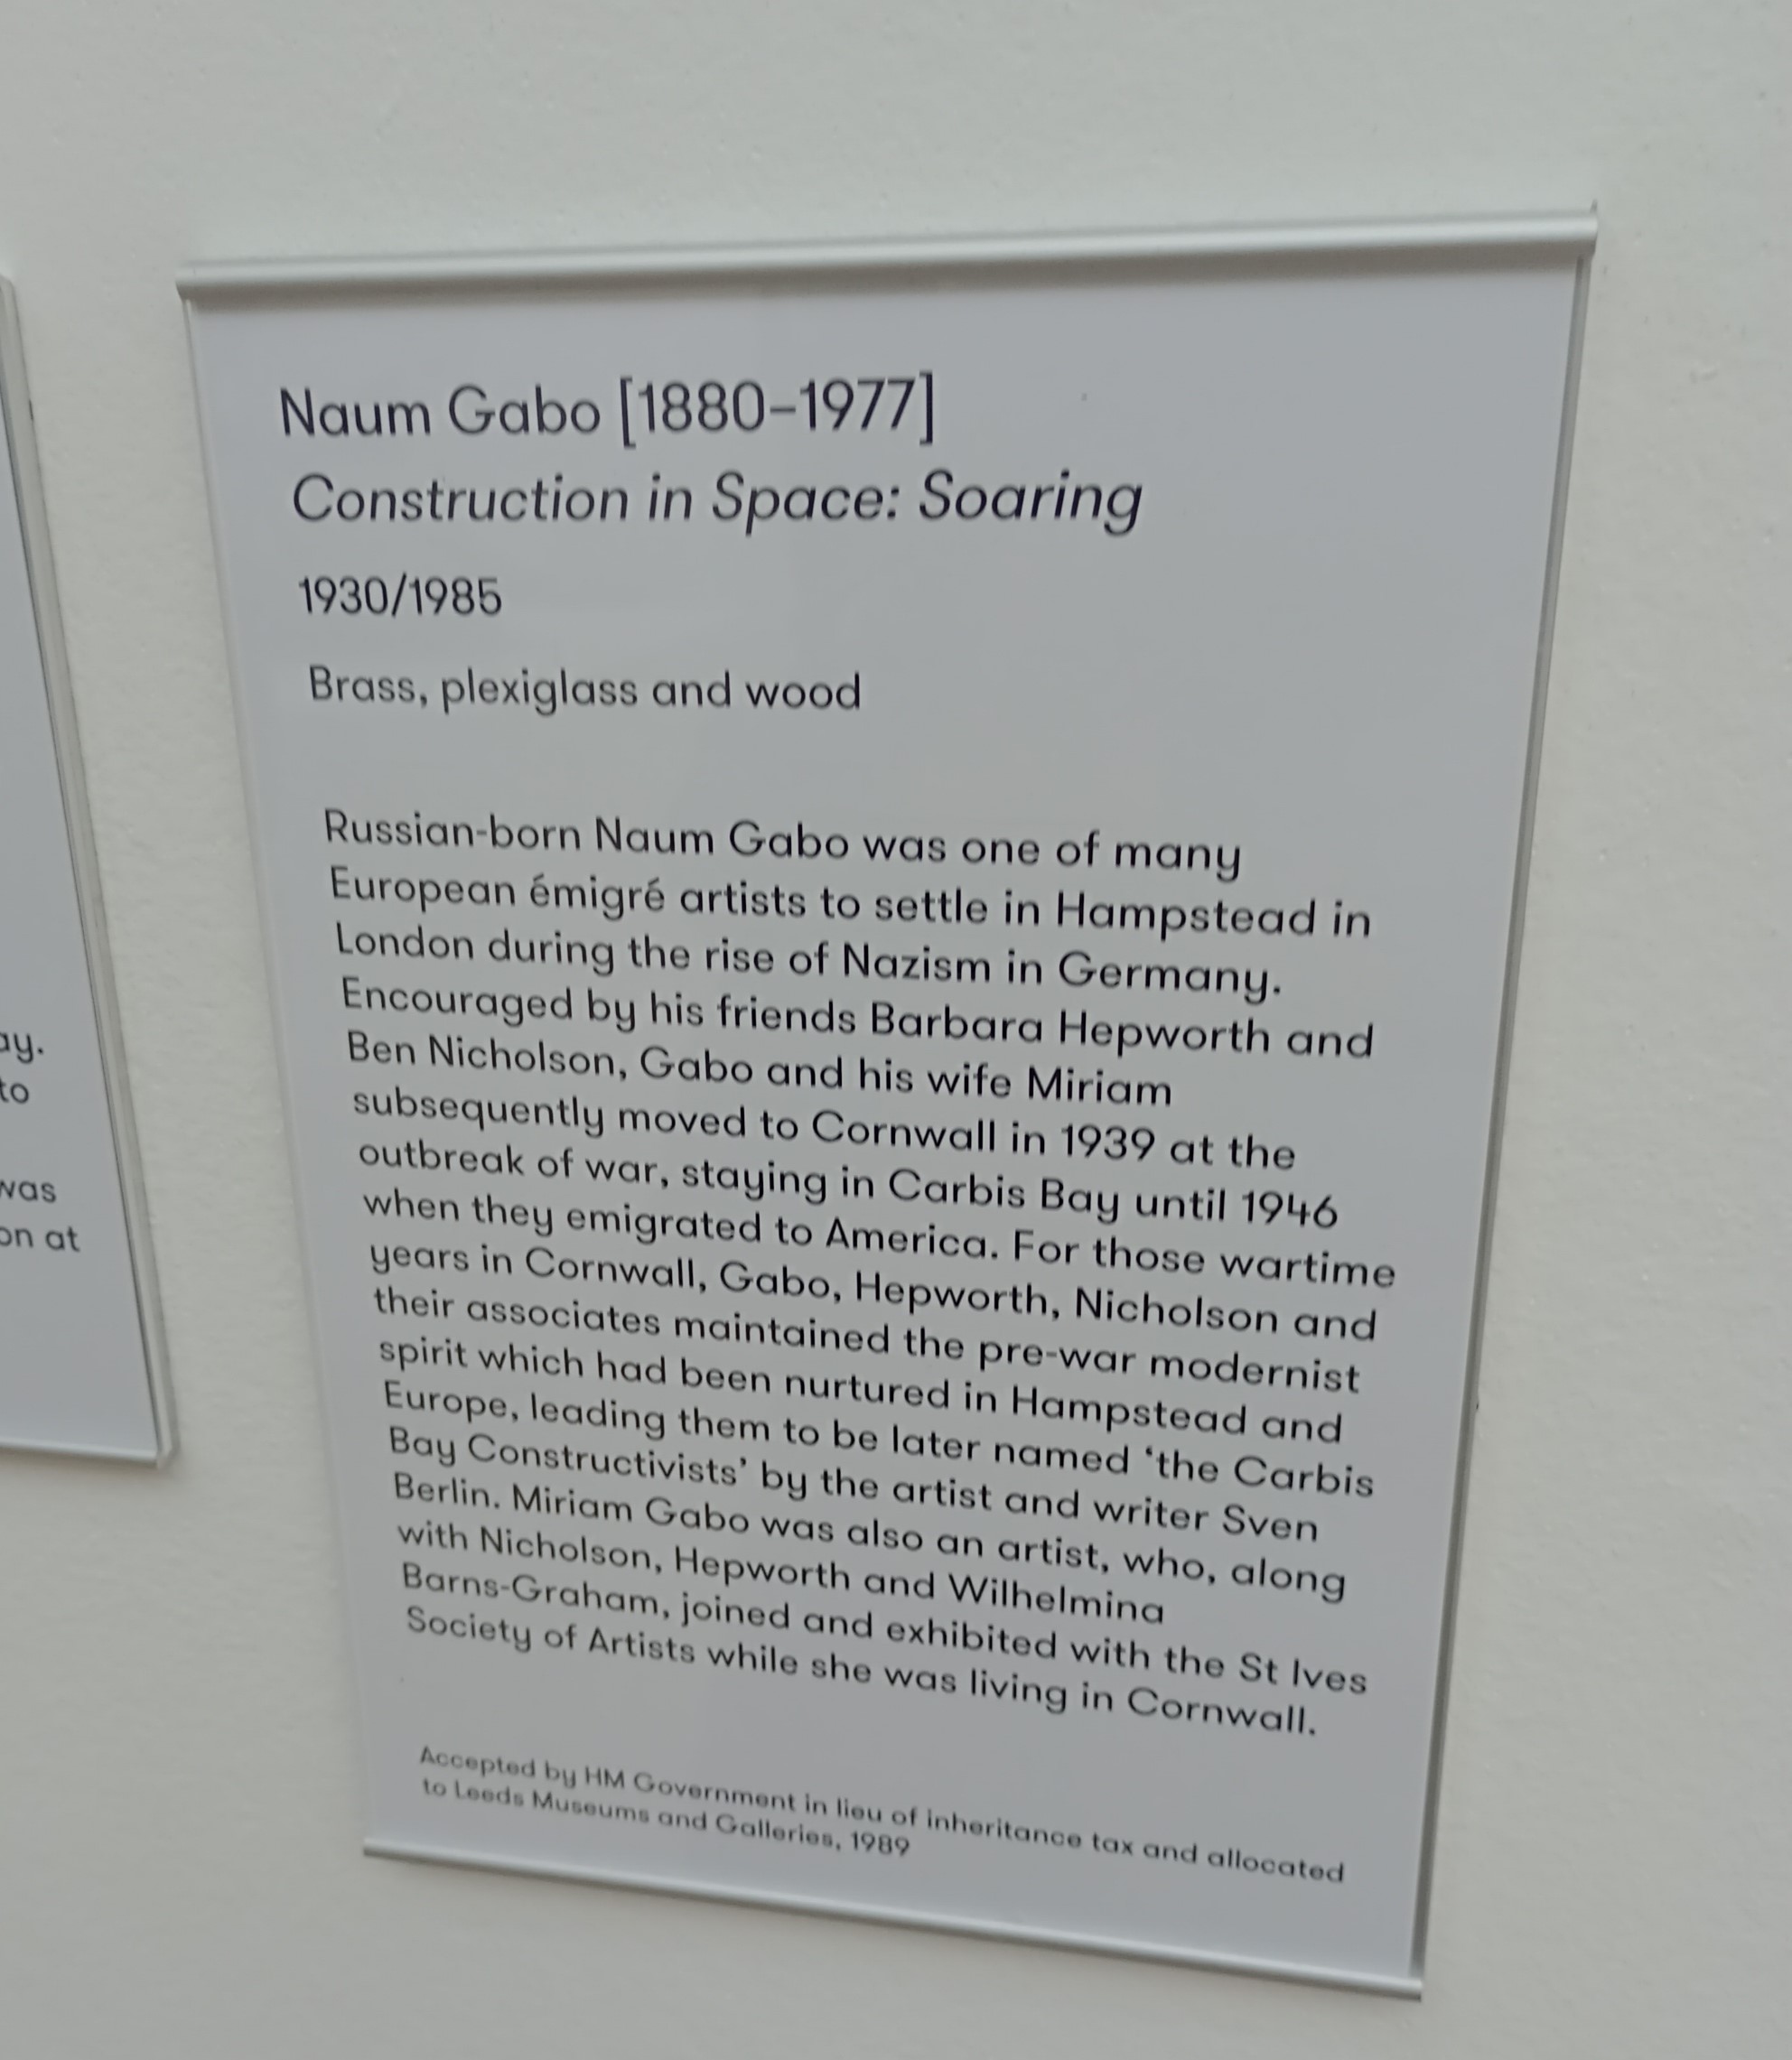 Naum Gabo [1880–1977]
Construction in Space: Soaring
1930/1985
Brass, plexiglass and wood
Russian-born Naum Gabo was one of many
European émigré artists to settle in Hampstead in
London during the rise of Nazism in Germany.
Encouraged by his friends Barbara Hepworth and
Ben Nicholson, Gabo and his wife Miriam
subsequently moved to Cornwall in 1939 at the
outbreak of war, staying in Carbis Bay until 1946
when they emigrated to America. For those wartime
years in Cornwall, Gabo, Hepworth, Nicholson and
their associates maintained the pre-war modernist
spirit which had been nurtured in Hampstead and
Europe, leading them to be later named ‘the Carbis
Bay Constructivists’ by the artist and writer Sven
Berlin. Miriam Gabo was also an artist, who, along
with Nicholson, Hepworth and Wilhelmina
Barns-Graham, joined and exhibited with the St Ives
Society of Artists while she was living in Cornwall.
Accepted by HM Government in lieu of inheritance tax and allocated
to Leeds Museums and Galleries, 1989
to
was
at